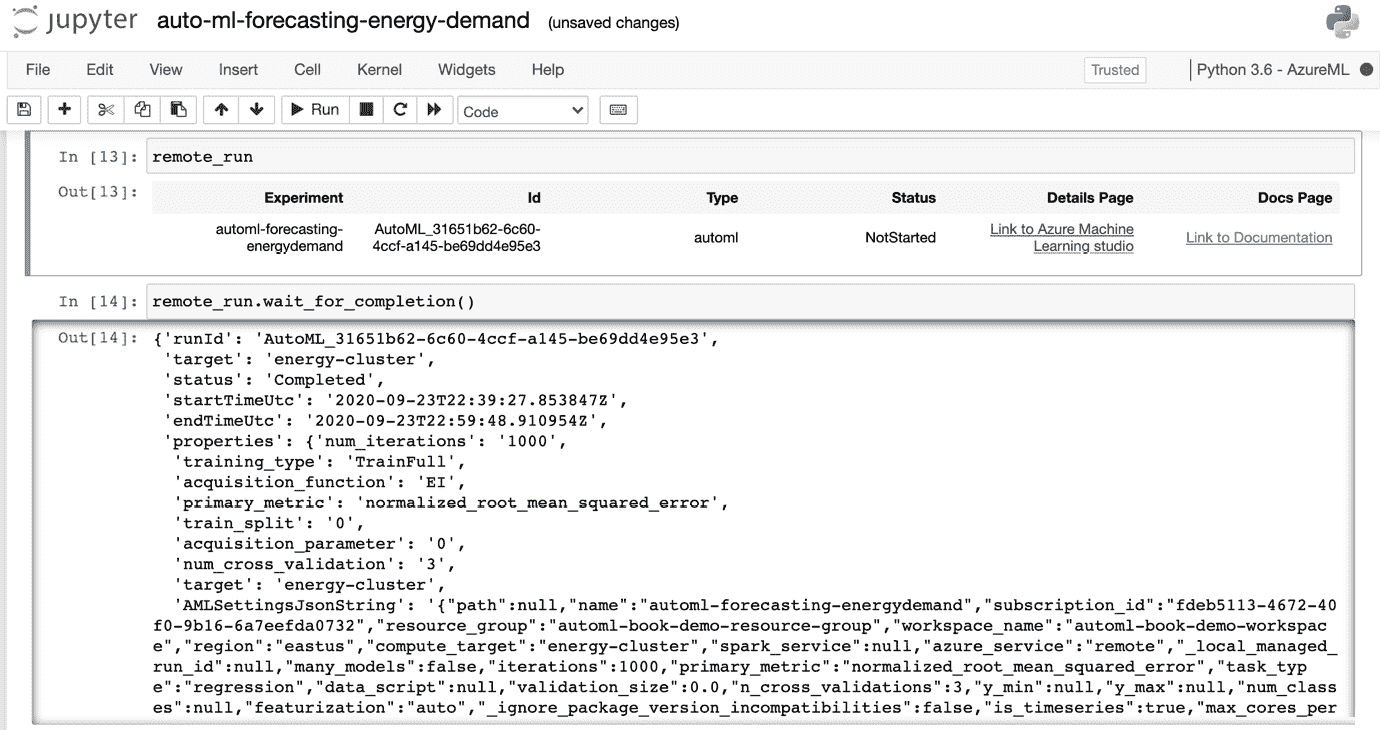 jupyter auto-ml-forecasting-energy-demand (unsaved changes)
File Edit View Insert Cell Kernel Widgets Help Trusted Python 3.6 - AzureML
Run Code
In [13]: remote_run
Out[13]:
Experiment Id Type Status Details Page Docs Page
automl-forecasting-energydemand AutoML_31651b62-6c60-4ccf-a145-be69dd4e95e3 automl NotStarted Link to Azure Machine Learning studio Link to Documentation
In [14]: remote_run.wait_for_completion()
Out[14]: {'runId': 'AutoML_31651b62-6c60-4ccf-a145-be69dd4e95e3',
'target': 'energy-cluster',
'status': 'Completed',
'startTimeUtc': '2020-09-23T22:39:27.853847Z',
'endTimeUtc': '2020-09-23T22:59:48.910954Z',
'properties': {'num_iterations': '1000',
'training_type': 'TrainFull',
'acquisition_function': 'EI',
'primary_metric': 'normalized_root_mean_squared_error',
'train_split': '0',
'acquisition_parameter': '0',
'num_cross_validation': '3',
'target': 'energy-cluster',
'AMLSettingsJsonString': '{"path":null,"name":"automl-forecasting-energydemand","subscription_id":"fdeb5113-4672-40
f0-9b16-6a7eefda0732","resource_group":"automl-book-demo-resource-group","workspace_name":"automl-book-demo-workspac
e","region":"eastus","compute_target":"energy-cluster","spark_service":null,"azure_service":"remote","_local_managed_
run_id":null,"many_models":false,"iterations":1000,"primary_metric":"normalized_root_mean_squared_error","task_typ
e":"regression","data_script":null,"validation_size":0.0,"n_cross_validations":3,"y_min":null,"y_max":null,"num_class
es":null,"featurization":"auto","_ignore_package_version_incompatibilities":false,"is_timeseries":true,"max_cores_per